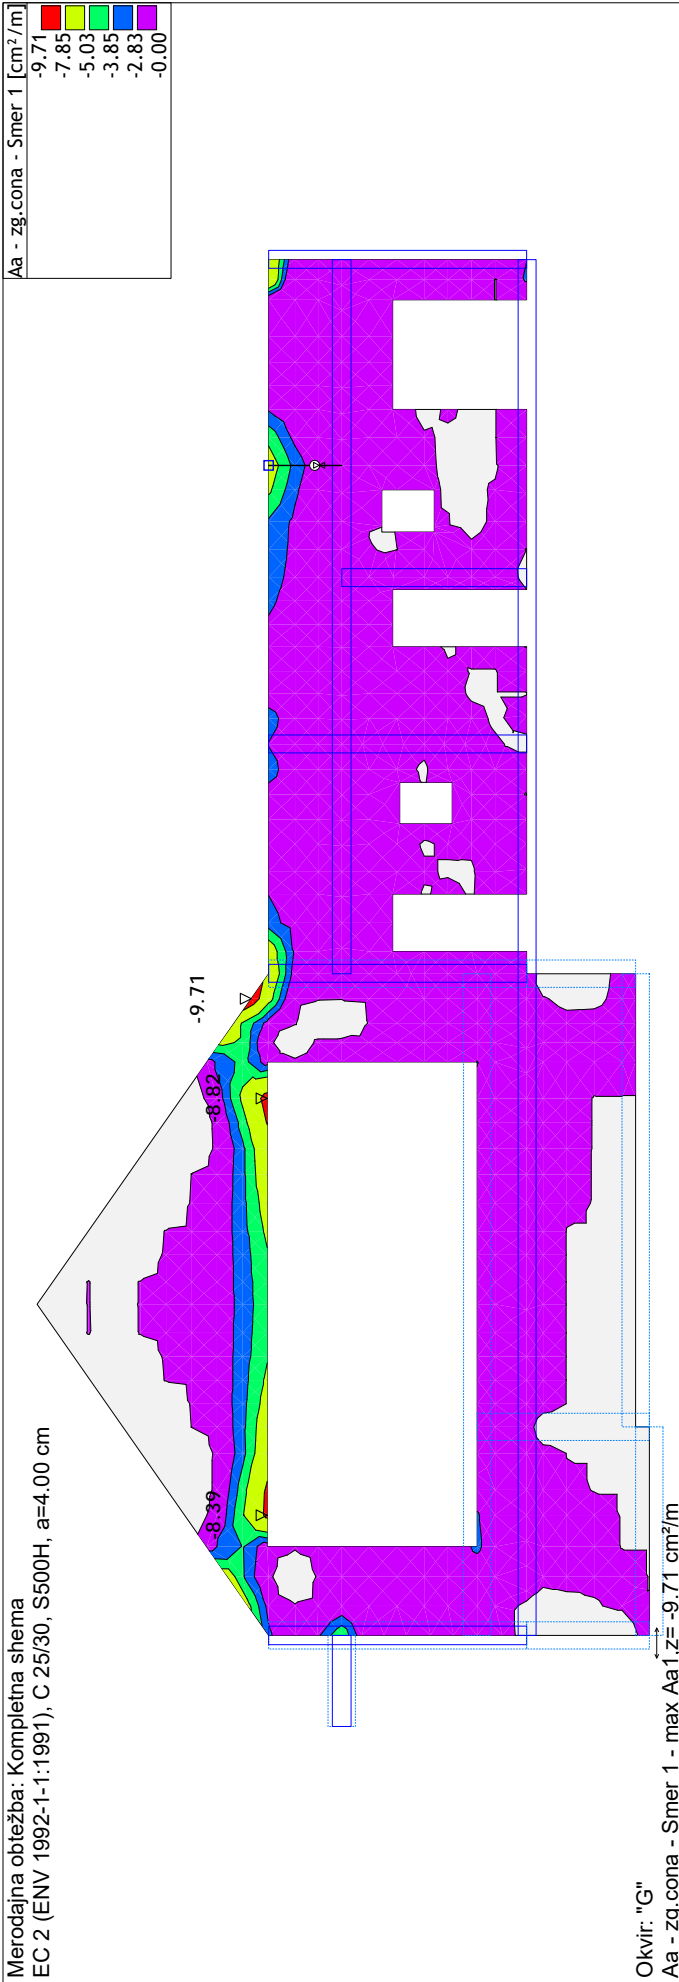 Merodajna obtežba: Kompletna shema
EC 2 (ENV 1992-1-1:1991), C 25/30, S500H, a=4.00 cm
Aa - zg.cona - Smer 1 [cm²/m]
-9.71
-7.85
-5.03
-3.85
-2.83
-0.00
-8.39
-8.82
-9.71
Okvir: "G"
Aa - zg.cona - Smer 1 - max Aa1,z= -9.71 cm²/m